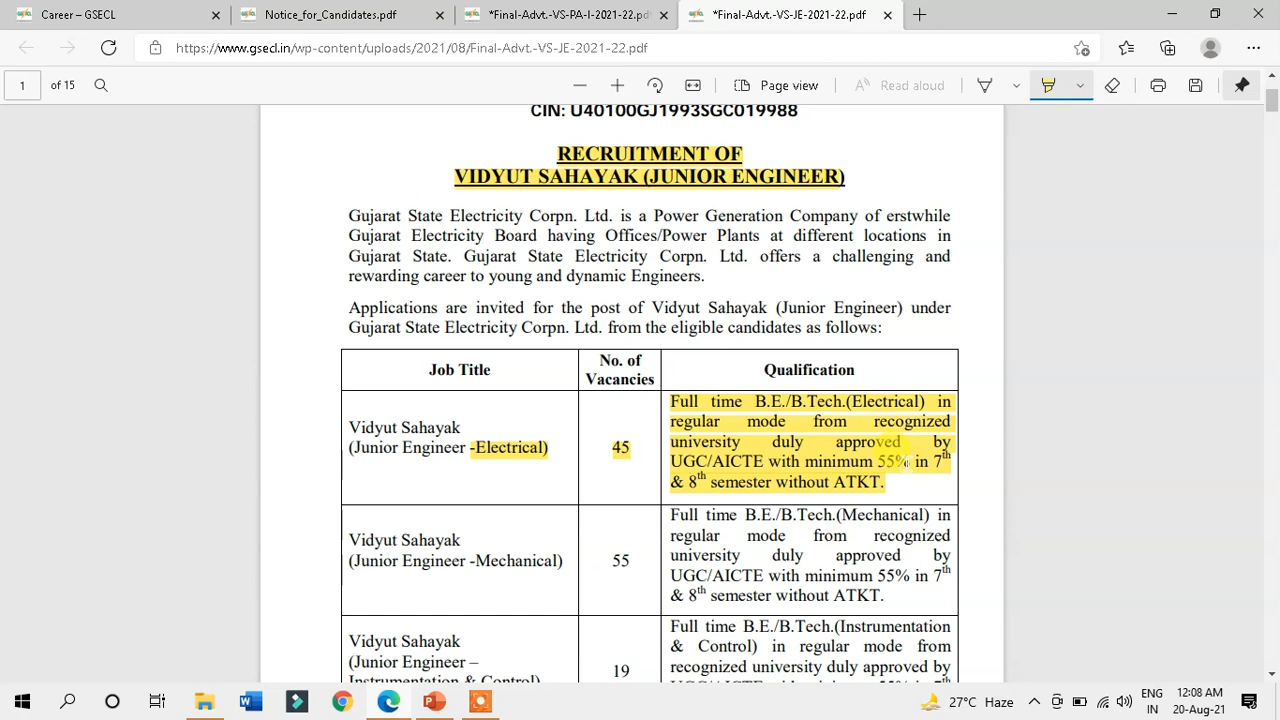 Career – GSECL
Notice_for_Candidates.pdf
*Final-Advt-VS-PA-I-2021-22.pdf
*Final-Advt.-VS-JE-2021-22.pdf
https://www.gsecl.in/wp-content/uploads/2021/08/Final-Advt.-VS-JE-2021-22.pdf
1 of 15
Page view
Read aloud
CIN: U40100GJ1993SGC019988
RECRUITMENT OF
VIDYUT SAHAYAK (JUNIOR ENGINEER)
Gujarat State Electricity Corpn. Ltd. is a Power Generation Company of erstwhile
Gujarat Electricity Board having Offices/Power Plants at different locations in
Gujarat State. Gujarat State Electricity Corpn. Ltd. offers a challenging and
rewarding career to young and dynamic Engineers.
Applications are invited for the post of Vidyut Sahayak (Junior Engineer) under
Gujarat State Electricity Corpn. Ltd. from the eligible candidates as follows:
Job Title
No. of
Vacancies
Qualification
Vidyut Sahayak
(Junior Engineer -Electrical)
45
Full time B.E./B.Tech.(Electrical) in
regular mode from recognized
university duly approved by
UGC/AICTE with minimum 55% in 7th
& 8th semester without ATKT.
Vidyut Sahayak
(Junior Engineer -Mechanical)
55
Full time B.E./B.Tech.(Mechanical) in
regular mode from recognized
university duly approved by
UGC/AICTE with minimum 55% in 7th
& 8th semester without ATKT.
Vidyut Sahayak
(Junior Engineer –
Instrumentation & Control)
19
Full time B.E./B.Tech.(Instrumentation
& Control) in regular mode from
recognized university duly approved by
27°C Haze
ENG
IN
12:08 AM
20-Aug-21